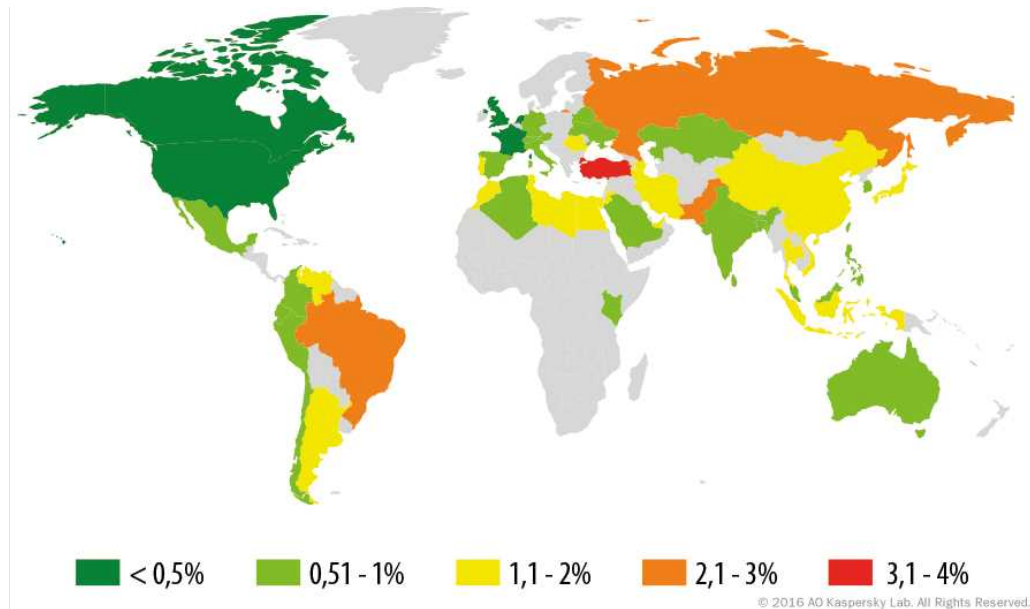 < 0,5% 0,51 - 1% 1,1 - 2% 2,1 - 3% 3,1 - 4%
© 2016 AO Kaspersky Lab. All Rights Reserved.